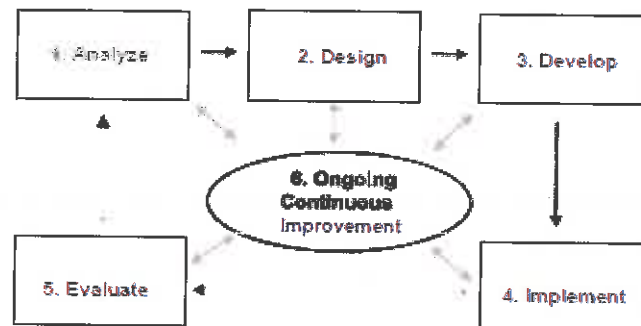 1. Analyze
2. Design
3. Develop
6. Ongoing
Continuous
Improvement
5. Evaluate
4. Implement